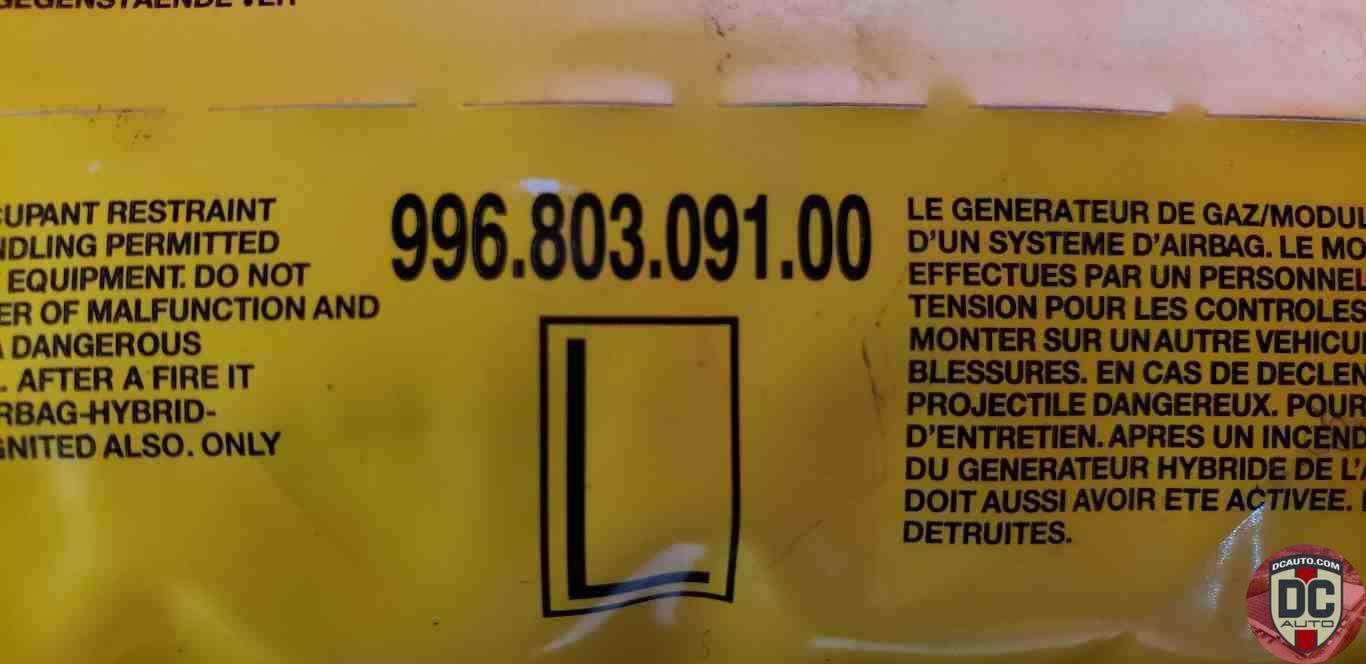 GEGENSTAENDE
996.803.091.00
L
CUPANT RESTRAINT
NDLING PERMITTED
EQUIPMENT. DO NOT
ER OF MALFUNCTION AND
A DANGEROUS
. AFTER A FIRE IT
RBAG-HYBRID-
GNITED ALSO. ONLY
LE GENERATEUR DE GAZ/MODUL
D'UN SYSTEME D'AIRBAG. LE MO
EFFECTUES PAR UN PERSONNEL
TENSION POUR LES CONTROLES
MONTER SUR UN AUTRE VEHICU
BLESSURES. EN CAS DE DECLEN
PROJECTILE DANGEREUX. POUR
D'ENTRETIEN. APRES UN INCEND
DU GENERATEUR HYBRIDE DE L'A
DOIT AUSSI AVOIR ETE ACTIVEE.
DETRUITES.
DCAUTO.COM
DC
AUTO